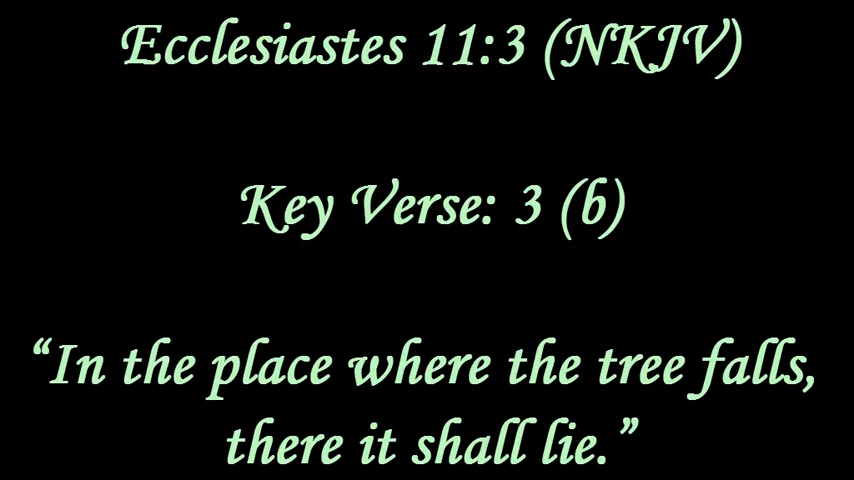 Ecclesiastes 11:3 (NKJV)
Key Verse: 3 (b)
“In the place where the tree falls,
there it shall lie.”